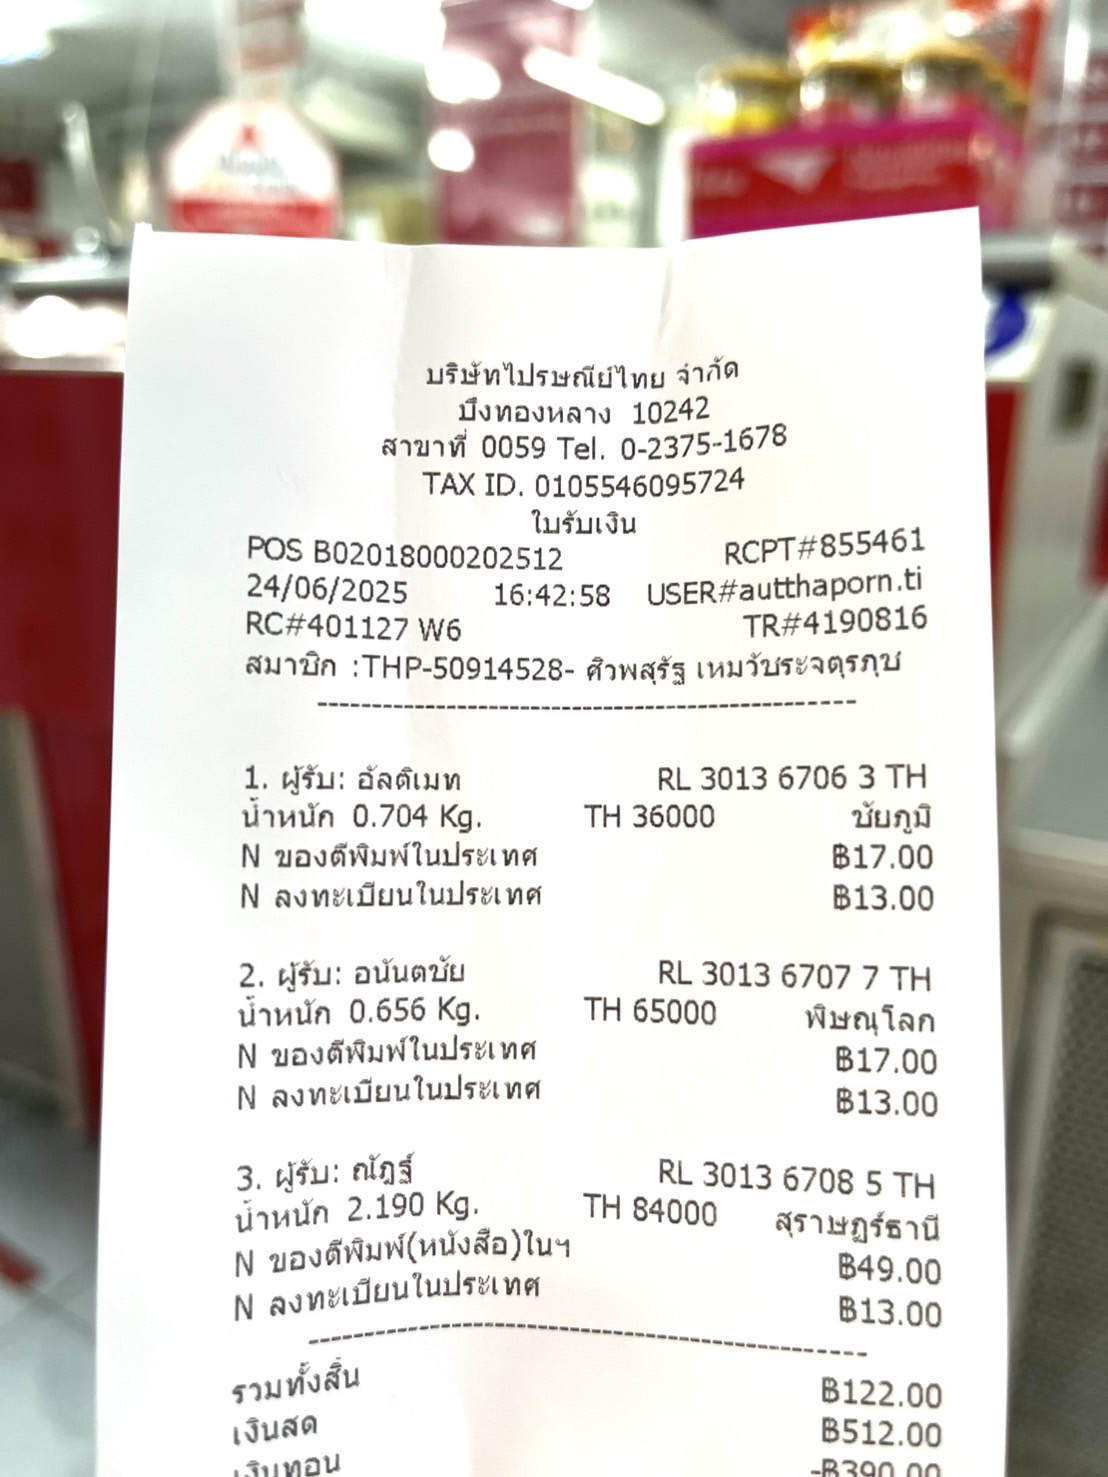 บริษัทไปรษณีย์ไทย จำกัด
บึงทองหลาง 10242
สาขาที่ 0059 Tel. 0-2375-1678
TAX ID. 0105546095724
ใบรับเงิน
POS B02018000202512 RCPT#855461
24/06/2025 16:42:58 USER#autthaporn.ti
RC#401127 W6 TR#4190816
สมาชิก :THP-50914528- ศิวพสุรัฐ เหมวัประจตุรภุช
1. ผู้รับ: อัลติเมท RL 3013 6706 3 TH
น้ำหนัก 0.704 Kg. TH 36000 ชัยภูมิ
N ของตีพิมพ์ในประเทศ ฿17.00
N ลงทะเบียนในประเทศ ฿13.00
2. ผู้รับ: อนันตชัย RL 3013 6707 7 TH
น้ำหนัก 0.656 Kg. TH 65000 พิษณุโลก
N ของตีพิมพ์ในประเทศ ฿17.00
N ลงทะเบียนในประเทศ ฿13.00
3. ผู้รับ: ณัฎฐ์ RL 3013 6708 5 TH
น้ำหนัก 2.190 Kg. TH 84000 สุราษฎร์ธานี
N ของตีพิมพ์(หนังสือ)ในฯ ฿49.00
N ลงทะเบียนในประเทศ ฿13.00
รวมทั้งสิ้น ฿122.00
เงินสด ฿512.00
เงินทอน -฿390.00